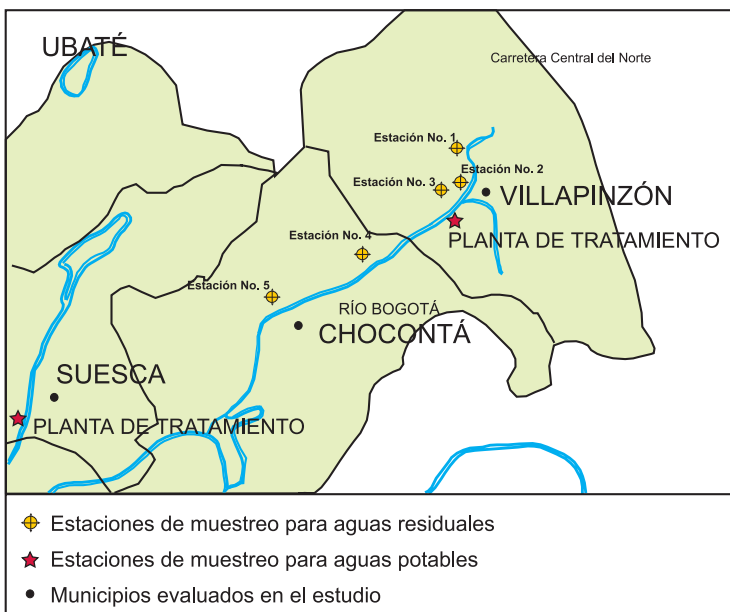 UBATÉ
Carretera Central del Norte
Estación No. 1
Estación No. 2
Estación No. 3
VILLAPINZÓN
PLANTA DE TRATAMIENTO
Estación No. 4
Estación No. 5
RÍO BOGOTÁ
CHOCONTÁ
SUESCA
PLANTA DE TRATAMIENTO
Estaciones de muestreo para aguas residuales
Estaciones de muestreo para aguas potables
Municipios evaluados en el estudio